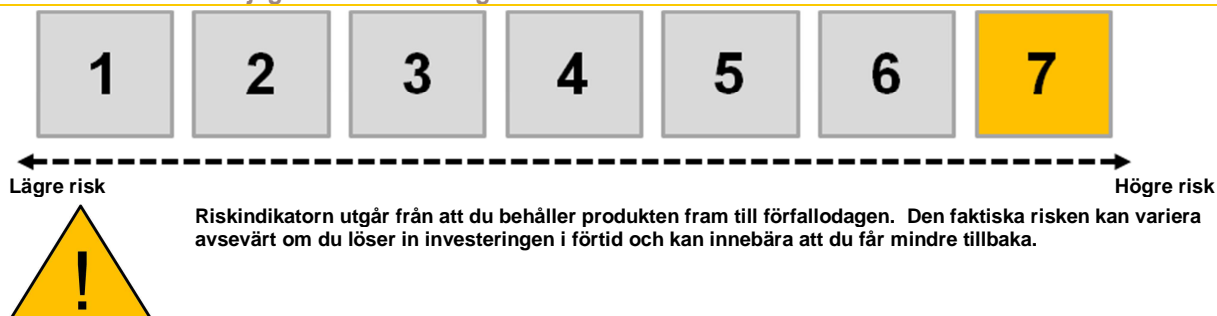 1 2 3 4 5 6 7
Lägre risk Högre risk
Riskindikatorn utgår från att du behåller produkten fram till förfallodagen. Den faktiska risken kan variera
avsevärt om du löser in investeringen i förtid och kan innebära att du får mindre tillbaka.
!